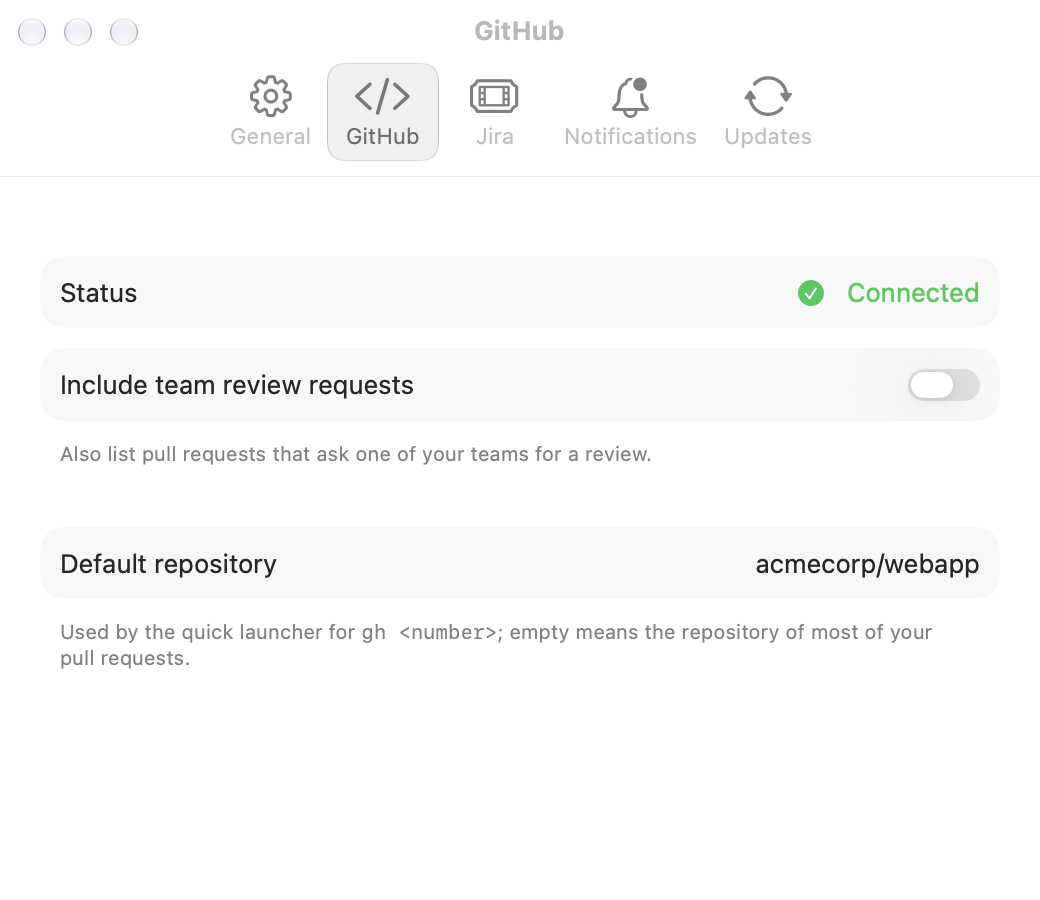 GitHub
General
GitHub
Jira
Notifications
Updates
Status
Connected
Include team review requests
Also list pull requests that ask one of your teams for a review.
Default repository
acmecorp/webapp
Used by the quick launcher for gh <number>; empty means the repository of most of your
pull requests.